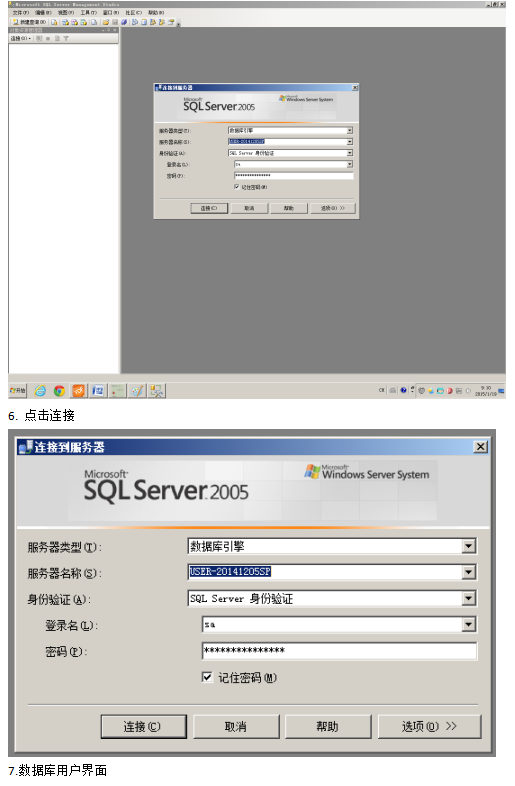 Microsoft SQL Server Management Studio
文件(F) 编辑(E) 视图(V) 工具(T) 窗口(W) 社区(C) 帮助(H)
新建查询(N)
连接(O)
连接到服务器
Microsoft
SQL Server 2005
Microsoft
Windows Server System
服务器类型(T):
数据库引擎
服务器名称(S):
USER-20141205SP
身份验证(A):
SQL Server 身份验证
登录名(L):
sa
密码(P):
***************
记住密码(M)
连接(C) 取消 帮助 选项(O) >>
开始
9:30
2015/1/19
6. 点击连接
连接到服务器
Microsoft
SQL Server 2005
Microsoft
Windows Server System
服务器类型(T):
数据库引擎
服务器名称(S):
USER-20141205SP
身份验证(A):
SQL Server 身份验证
登录名(L):
sa
密码(P):
***************
记住密码(M)
连接(C) 取消 帮助 选项(O) >>
7.数据库用户界面